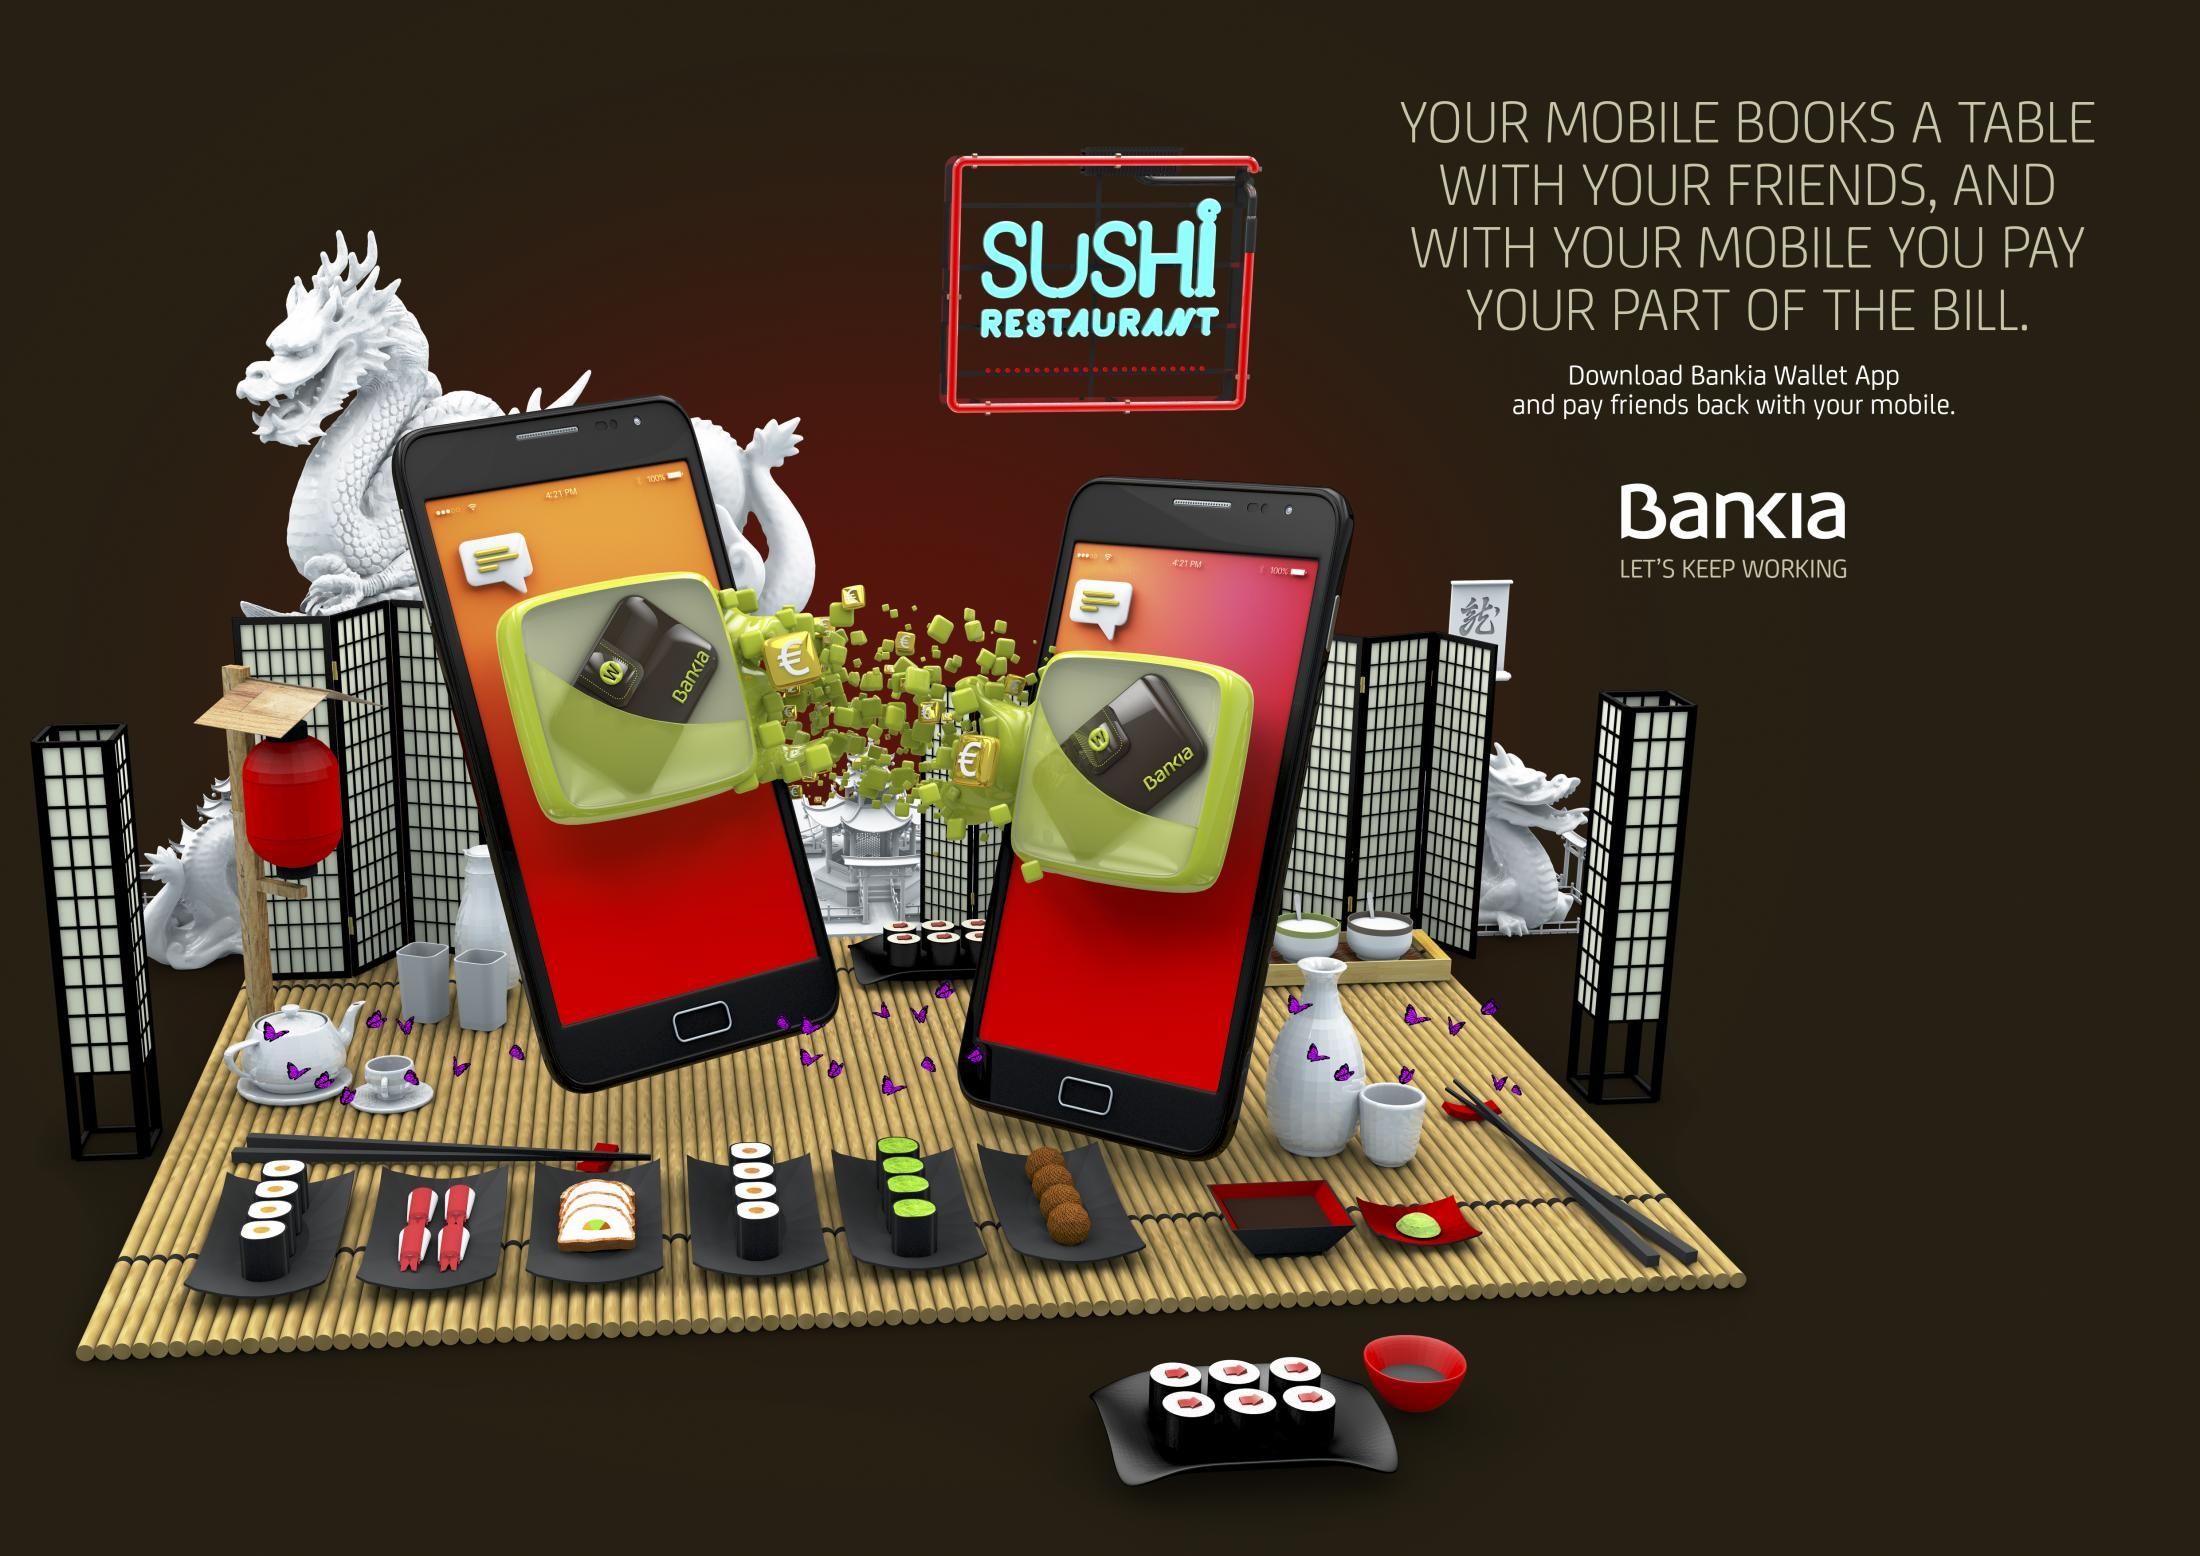 YOUR MOBILE BOOKS A TABLE
WITH YOUR FRIENDS, AND
WITH YOUR MOBILE YOU PAY
YOUR PART OF THE BILL.
Download Bankia Wallet App
and pay friends back with your mobile.
Bankia
LET'S KEEP WORKING
SUSHi
RESTAURANT
4:21 PM
100%
4:21 PM
100%
€
W
Bankia
€
W
Bankia
龍